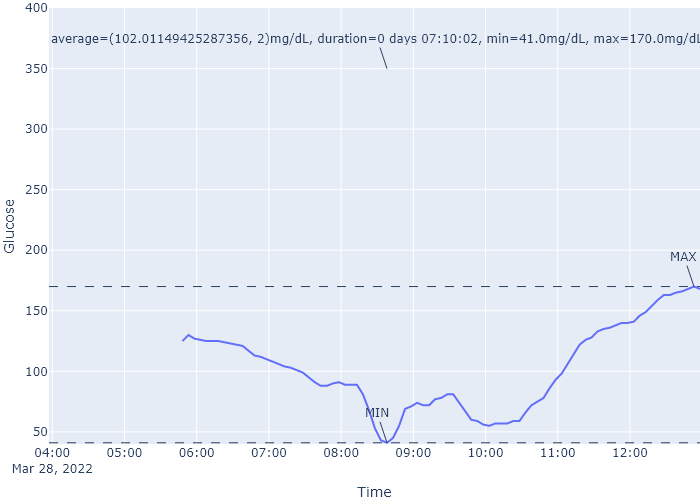 400
average=(102.01149425287356, 2)mg/dL, duration=0 days 07:10:02, min=41.0mg/dL, max=170.0mg/dL
350
300
250
200
MAX
150
100
MIN
50
Glucose
04:00 05:00 06:00 07:00 08:00 09:00 10:00 11:00 12:00
Mar 28, 2022
Time